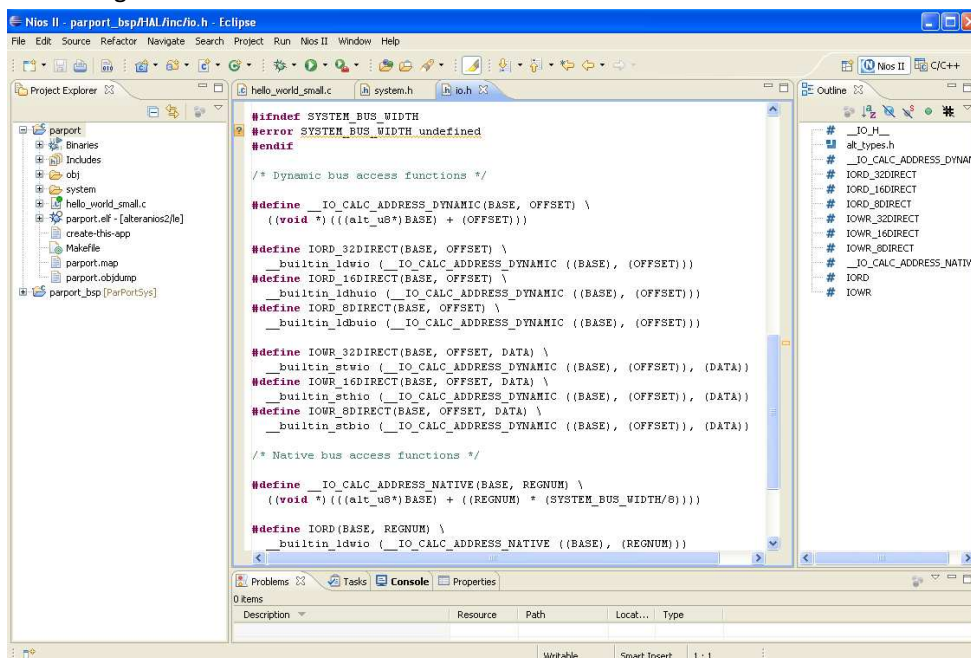 Nios II - parport_bsp/HAL/inc/io.h - Eclipse
File Edit Source Refactor Navigate Search Project Run Nios II Window Help
Nios II C/C++
Project Explorer
hello_world_small.c system.h io.h
Outline
parport
Binaries
Includes
obj
system
hello_world_small.c
parport.elf - [alteranios2/le]
create-this-app
Makefile
parport.map
parport.objdump
parport_bsp [ParPortSys]
#ifndef SYSTEM_BUS_WIDTH
#error SYSTEM_BUS_WIDTH undefined
#endif
/* Dynamic bus access functions */
#define __IO_CALC_ADDRESS_DYNAMIC(BASE, OFFSET) \
((void *)(((alt_u8*)BASE) + (OFFSET)))
#define IORD_32DIRECT(BASE, OFFSET) \
__builtin_ldwio (__IO_CALC_ADDRESS_DYNAMIC ((BASE), (OFFSET)))
#define IORD_16DIRECT(BASE, OFFSET) \
__builtin_ldhuio (__IO_CALC_ADDRESS_DYNAMIC ((BASE), (OFFSET)))
#define IORD_8DIRECT(BASE, OFFSET) \
__builtin_ldbuio (__IO_CALC_ADDRESS_DYNAMIC ((BASE), (OFFSET)))
#define IOWR_32DIRECT(BASE, OFFSET, DATA) \
__builtin_stwio (__IO_CALC_ADDRESS_DYNAMIC ((BASE), (OFFSET)), (DATA))
#define IOWR_16DIRECT(BASE, OFFSET, DATA) \
__builtin_sthio (__IO_CALC_ADDRESS_DYNAMIC ((BASE), (OFFSET)), (DATA))
#define IOWR_8DIRECT(BASE, OFFSET, DATA) \
__builtin_stbio (__IO_CALC_ADDRESS_DYNAMIC ((BASE), (OFFSET)), (DATA))
/* Native bus access functions */
#define __IO_CALC_ADDRESS_NATIVE(BASE, REGNUM) \
((void *)(((alt_u8*)BASE) + ((REGNUM) * (SYSTEM_BUS_WIDTH/8))))
#define IORD(BASE, REGNUM) \
__builtin_ldwio (__IO_CALC_ADDRESS_NATIVE ((BASE), (REGNUM)))
# __IO_H__
alt_types.h
# __IO_CALC_ADDRESS_DYNAM
# IORD_32DIRECT
# IORD_16DIRECT
# IORD_8DIRECT
# IOWR_32DIRECT
# IOWR_16DIRECT
# IOWR_8DIRECT
# __IO_CALC_ADDRESS_NATIV
# IORD
# IOWR
Problems Tasks Console Properties
0 items
Description Resource Path Locat... Type
Writable Smart Insert 1 : 1